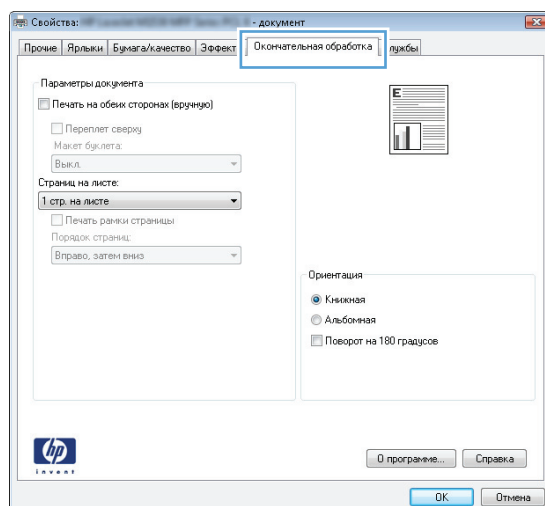 Свойства: - документ
Прочие Ярлыки Бумага/качество Эффект Окончательная обработка лужбы
Параметры документа
Печать на обеих сторонах (вручную)
Переплет сверху
Макет буклета:
Выкл.
Страниц на листе:
1 стр. на листе
Печать рамки страницы
Порядок страниц:
Вправо, затем вниз
E
Ориентация
Книжная
Альбомная
Поворот на 180 градусов
hp
invent
О программе... Справка
OK Отмена